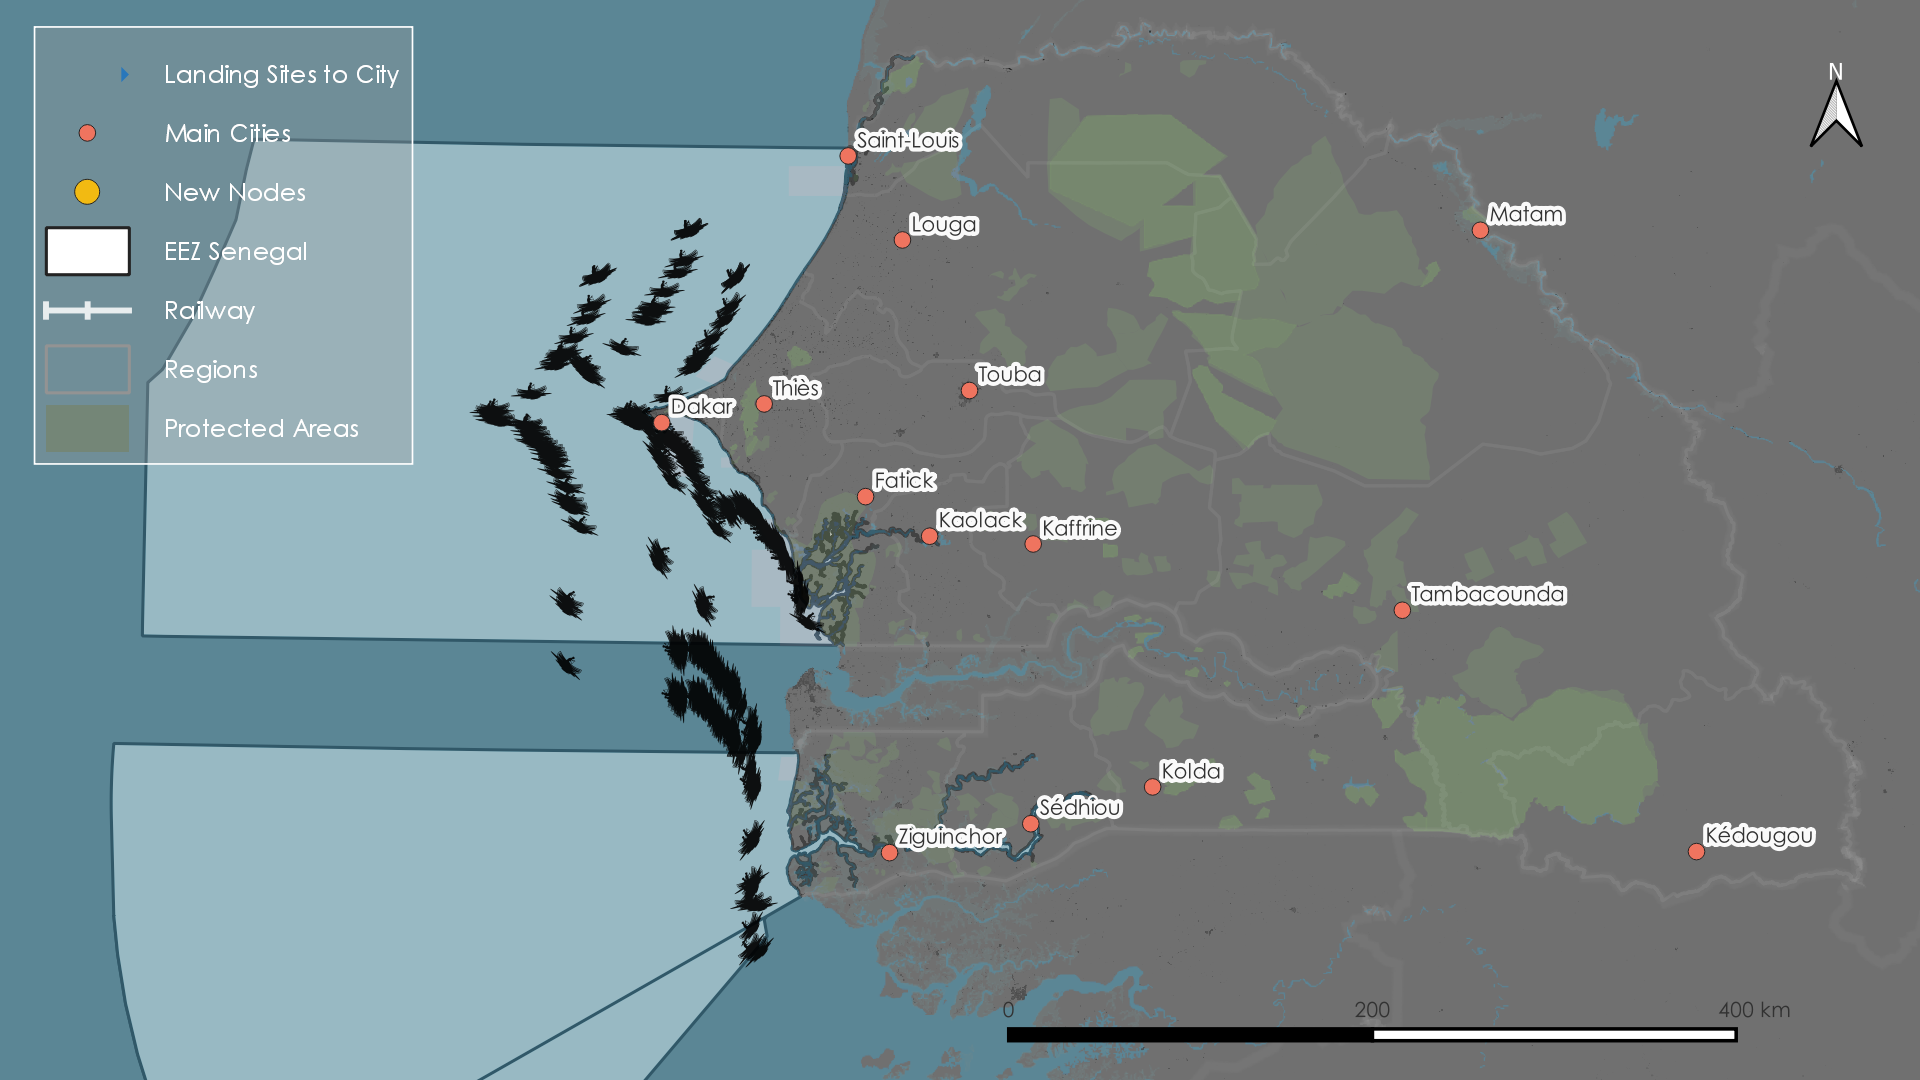 Landing Sites to City
Main Cities
New Nodes
EEZ Senegal
Railway
Regions
Protected Areas
N
Saint-Louis
Louga
Matam
Touba
Thiès
Dakar
Fatick
Kaolack
Kaffrine
Tambacounda
Kolda
Sédhiou
Ziguinchor
Kédougou
0 200 400 km